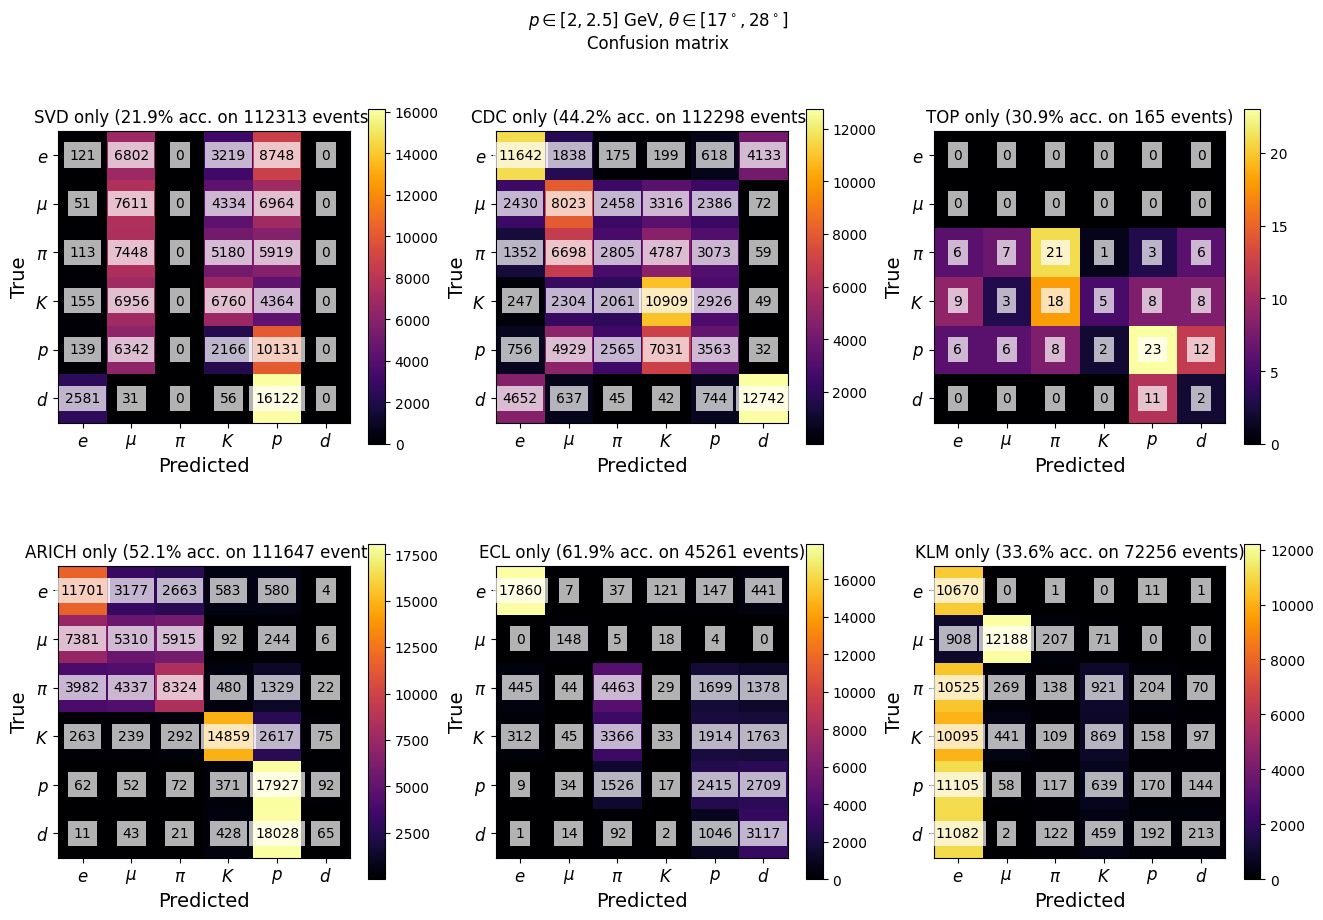 p ∈ [2, 2.5] GeV, θ ∈ [17°, 28°]
Confusion matrix
SVD only (21.9% acc. on 112313 events
True
e 121 6802 0 3219 8748 0
μ 51 7611 0 4334 6964 0
π 113 7448 0 5180 5919 0
K 155 6956 0 6760 4364 0
p 139 6342 0 2166 10131 0
d 2581 31 0 56 16122 0
e μ π K p d
Predicted
16000
14000
12000
10000
8000
6000
4000
2000
0
CDC only (44.2% acc. on 112298 events
True
e 11642 1838 175 199 618 4133
μ 2430 8023 2458 3316 2386 72
π 1352 6698 2805 4787 3073 59
K 247 2304 2061 10909 2926 49
p 756 4929 2565 7031 3563 32
d 4652 637 45 42 744 12742
e μ π K p d
Predicted
12000
10000
8000
6000
4000
2000
TOP only (30.9% acc. on 165 events)
True
e 0 0 0 0 0 0
μ 0 0 0 0 0 0
π 6 7 21 1 3 6
K 9 3 18 5 8 8
p 6 6 8 2 23 12
d 0 0 0 0 11 2
e μ π K p d
Predicted
20
15
10
5
0
ARICH only (52.1% acc. on 111647 event
True
e 11701 3177 2663 583 580 4
μ 7381 5310 5915 92 244 6
π 3982 4337 8324 480 1329 22
K 263 239 292 14859 2617 75
p 62 52 72 371 17927 92
d 11 43 21 428 18028 65
e μ π K p d
Predicted
17500
15000
12500
10000
7500
5000
2500
ECL only (61.9% acc. on 45261 events)
True
e 17860 7 37 121 147 441
μ 0 148 5 18 4 0
π 445 44 4463 29 1699 1378
K 312 45 3366 33 1914 1763
p 9 34 1526 17 2415 2709
d 1 14 92 2 1046 3117
e μ π K p d
Predicted
16000
14000
12000
10000
8000
6000
4000
2000
0
KLM only (33.6% acc. on 72256 events)
True
e 10670 0 1 0 11 1
μ 908 12188 207 71 0 0
π 10525 269 138 921 204 70
K 10095 441 109 869 158 97
p 11105 58 117 639 170 144
d 11082 2 122 459 192 213
e μ π K p d
Predicted
12000
10000
8000
6000
4000
2000
0